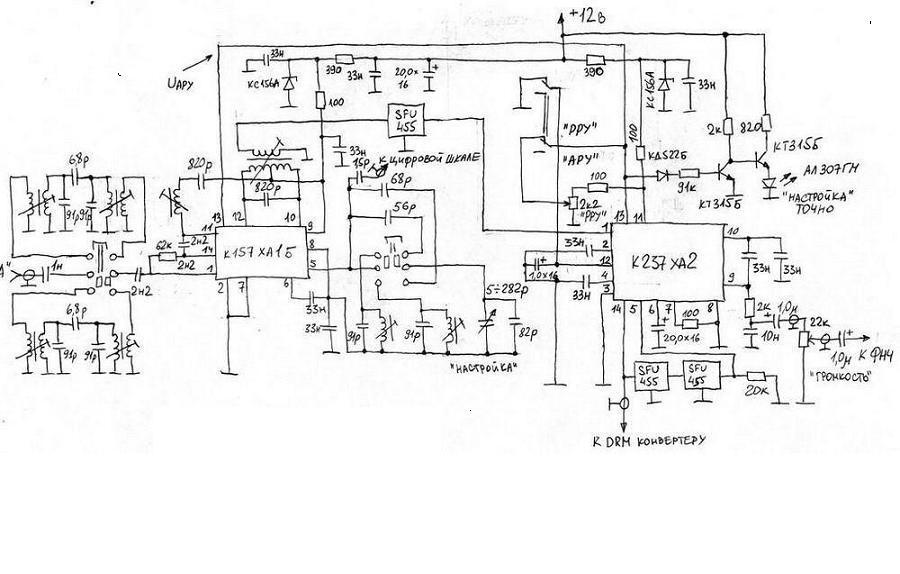 +12в
Uару
33н
КС156А
390
33н
20,0×
16
100
SFU
455
33н
15р
К ЦИФРОВОЙ ШКАЛЕ
68р
56р
"РРУ"
"АРУ"
100
2к2
"РРУ"
390
КС156А
33н
100
КД522Б
91к
2к
820
КТ315Б
КТ315Б
АЛ307ГМ
"НАСТРОЙКА"
ТОЧНО
6,8р
91р
91р
820р
820р
62к
2н2
2н2
А"
1н
2н2
13
12
10
11
14
1
9
8
5
2
7
6
К157ХА1Б
33н
33н
91р
91р
5÷282р
82р
"НАСТРОЙКА"
6,8р
91р
91р
33н
1,0×16
33н
1
2
12
4
3
13
11
10
9
14
5
6
7
8
К237ХА2
33н
33н
100
20,0×16
2к
1,0н
10н
22к
1,0н
К ФНЧ
"ГРОМКОСТЬ"
SFU
455
SFU
455
20к
К DRM КОНВЕРТЕРУ